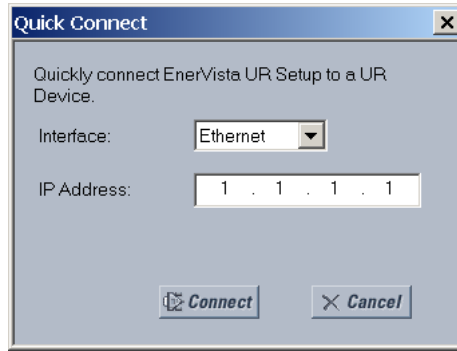 Quick Connect
Quickly connect EnerVista UR Setup to a UR
Device.
Interface: Ethernet
IP Address: 1 . 1 . 1 . 1
Connect Cancel